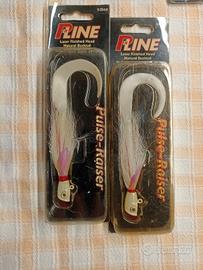 P-LINE
Laser Finished Head
Natural Bucktail
Pulse-Raiser
P-LINE
Laser Finished Head
Natural Bucktail
Pulse-Raiser